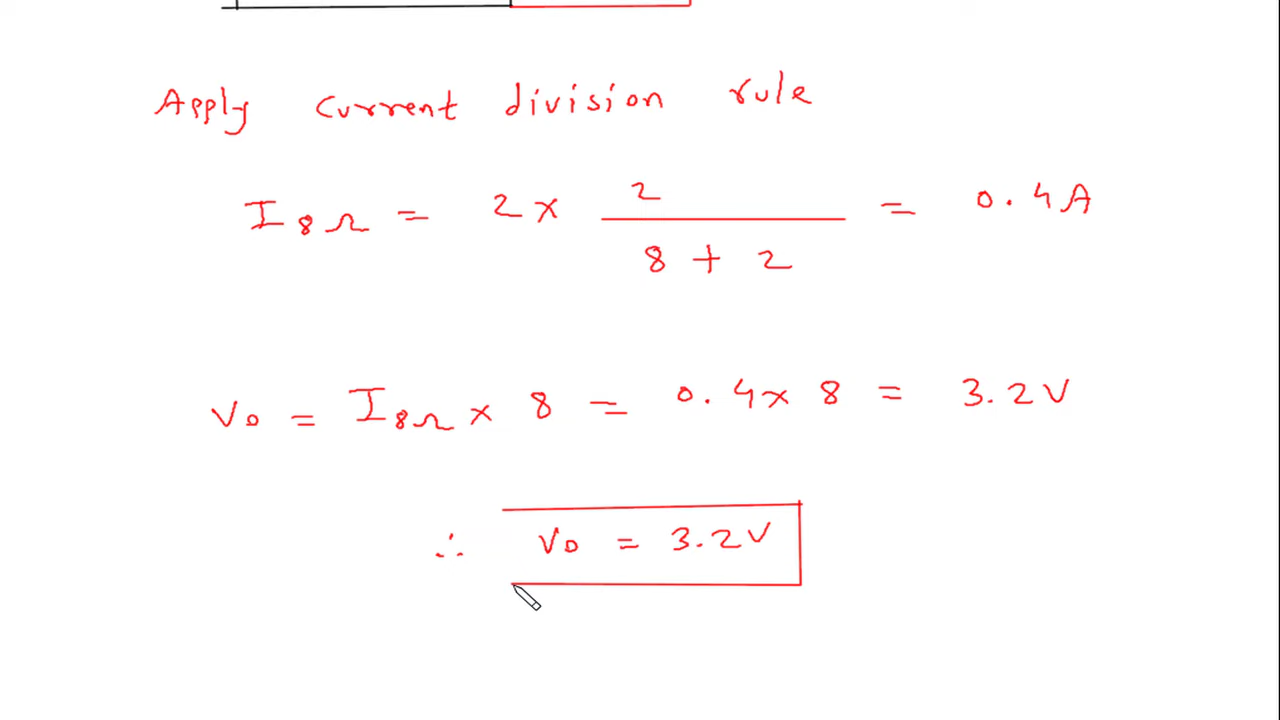 Apply current division rule
I8Ω = 2 × 2 / 8 + 2 = 0.4A
Vo = I8Ω × 8 = 0.4 × 8 = 3.2V
∴ Vo = 3.2V